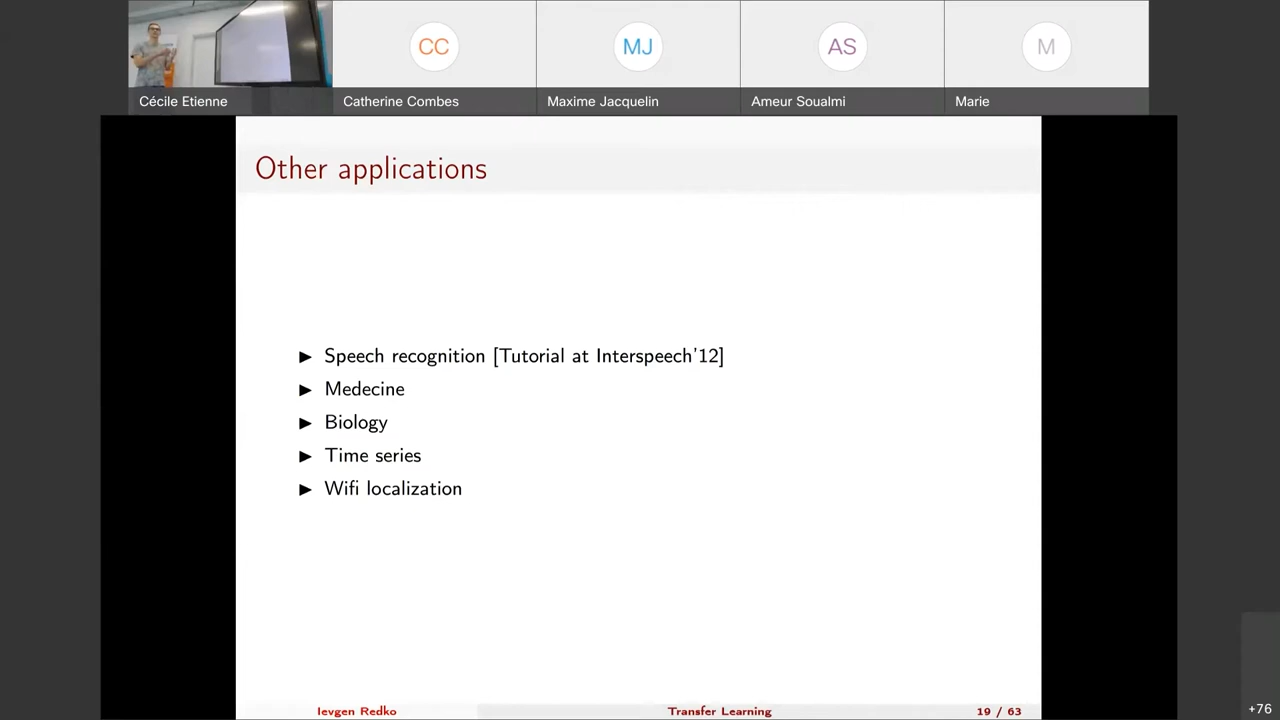 CC
MJ
AS
M
Cécile Etienne
Catherine Combes
Maxime Jacquelin
Ameur Soualmi
Marie
Other applications
▶ Speech recognition [Tutorial at Interspeech'12]
▶ Medecine
▶ Biology
▶ Time series
▶ Wifi localization
Ievgen Redko
Transfer Learning
19 / 63
+76